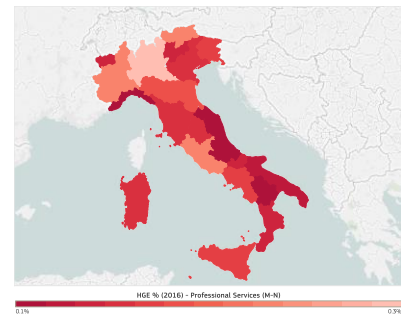 HGE % (2016) - Professional Services (M-N)
0.1% 0.3%